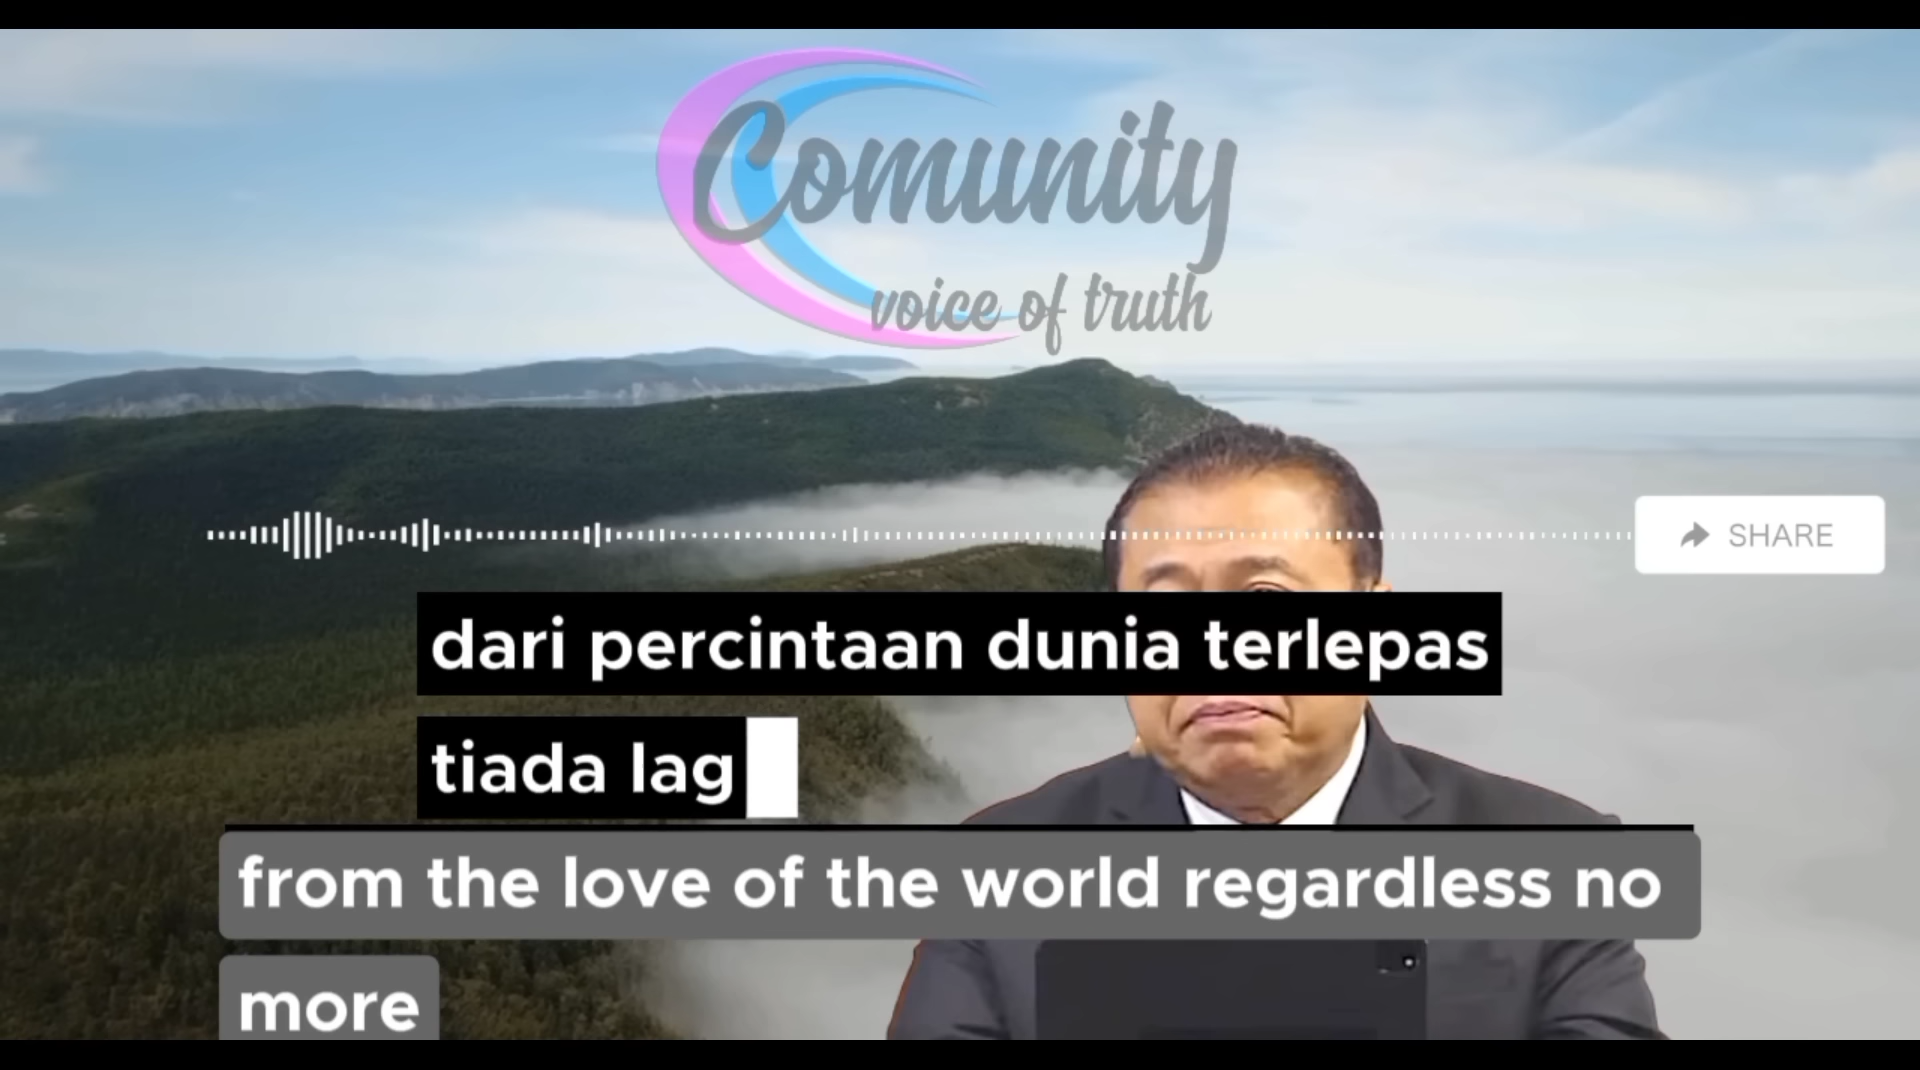 Comunity
voice of truth
SHARE
dari percintaan dunia terlepas
tiada lag
from the love of the world regardless no
more